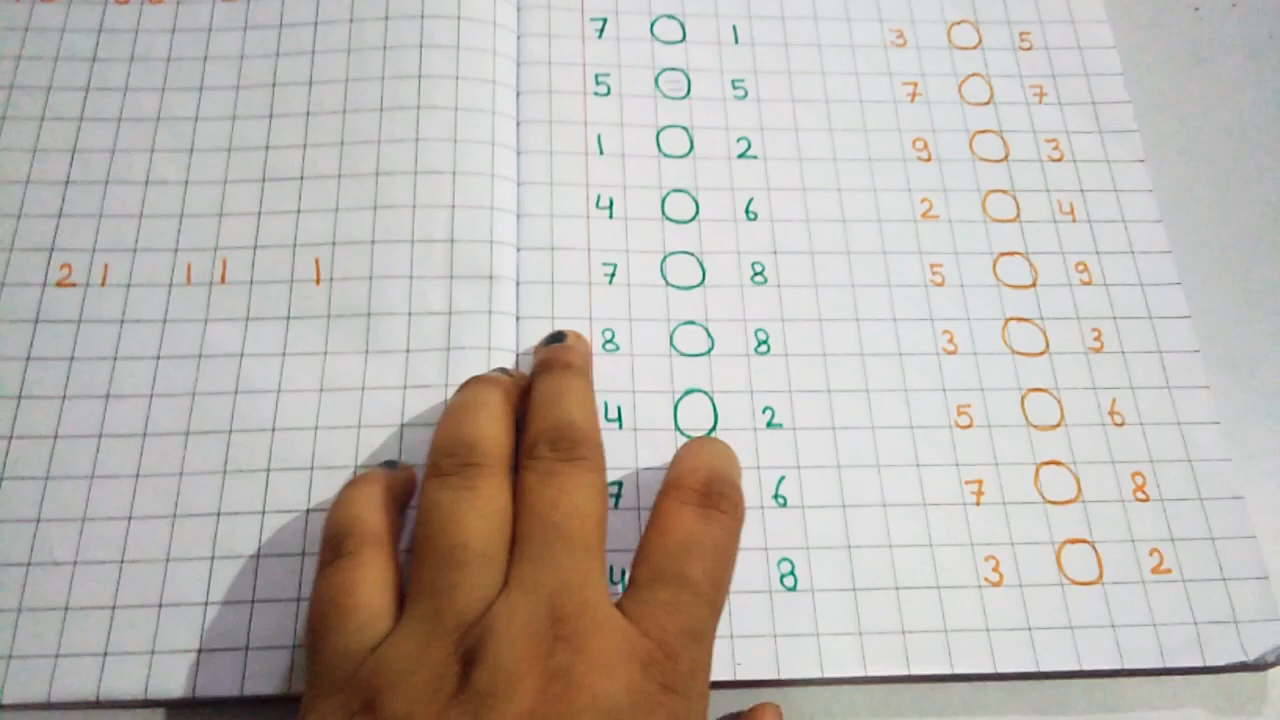 7 ○ 1 3 ○ 5
5 = 5 7 ○ 7
1 ○ 2 9 ○ 3
4 ○ 6 2 ○ 4
2 1 1 1 1 7 ○ 8 5 ○ 9
8 ○ 8 3 ○ 3
4 ○ 2 5 ○ 6
7 6 7 ○ 8
4 8 3 ○ 2